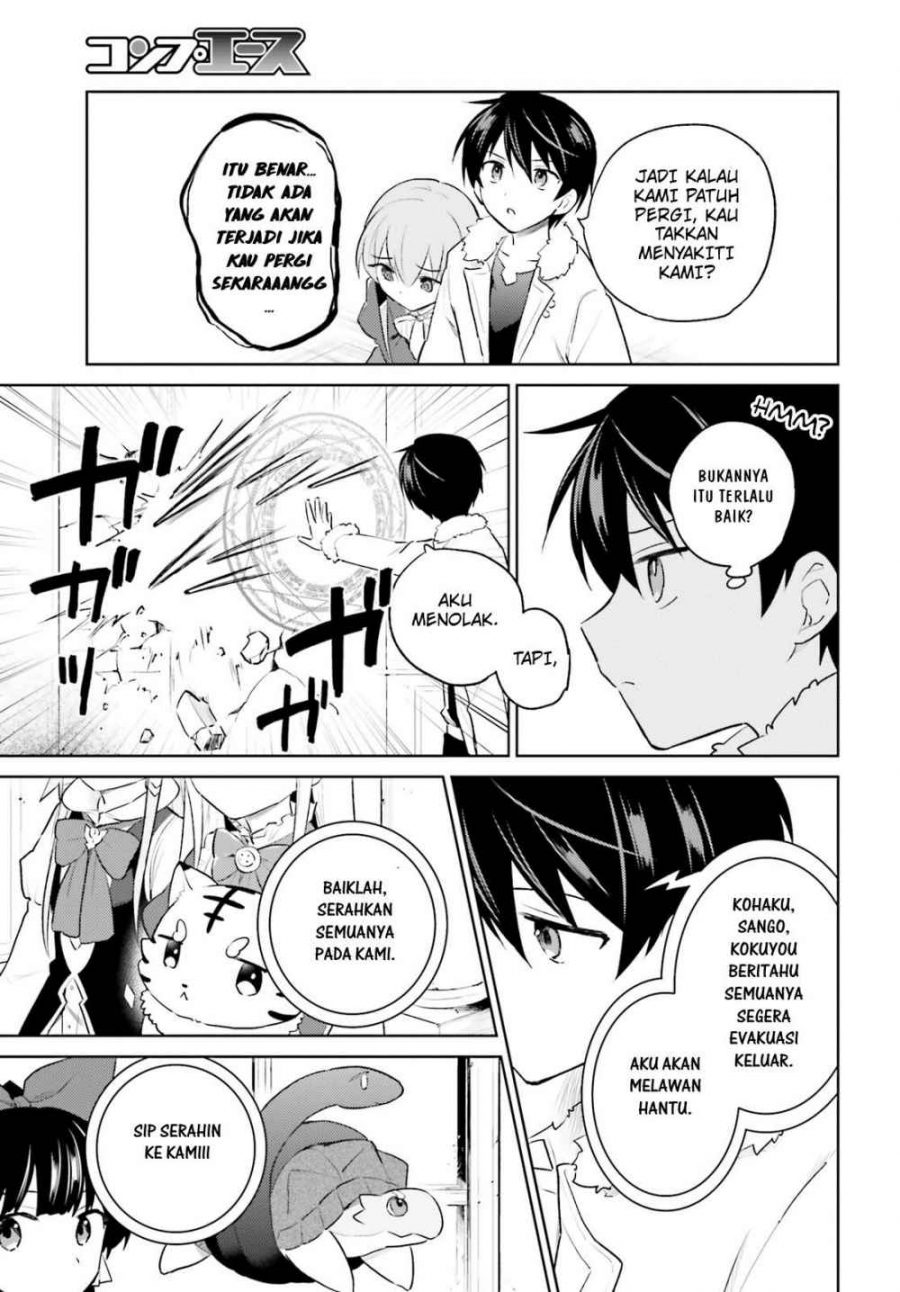 コンプ・エース
JADI KALAU
KAMI PATUH
PERGI, KAU
TAKKAN
MENYAKITI
KAMI?
ITU BENAR...
TIDAK ADA
YANG AKAN
TERJADI JIKA
KAU PERGI
SEKARAAANGG
...
HMM?
BUKANNYA
ITU TERLALU
BAIK?
TAPI,
AKU
MENOLAK.
ガ
ガ
ガ
ガ
KOHAKU,
SANGO,
KOKUYOU
BERITAHU
SEMUANYA
SEGERA
EVAKUASI
KELUAR.
AKU AKAN
MELAWAN
HANTU.
BAIKLAH,
SERAHKAN
SEMUANYA
PADA KAMI.
SIP SERAHIN
KE KAMIII